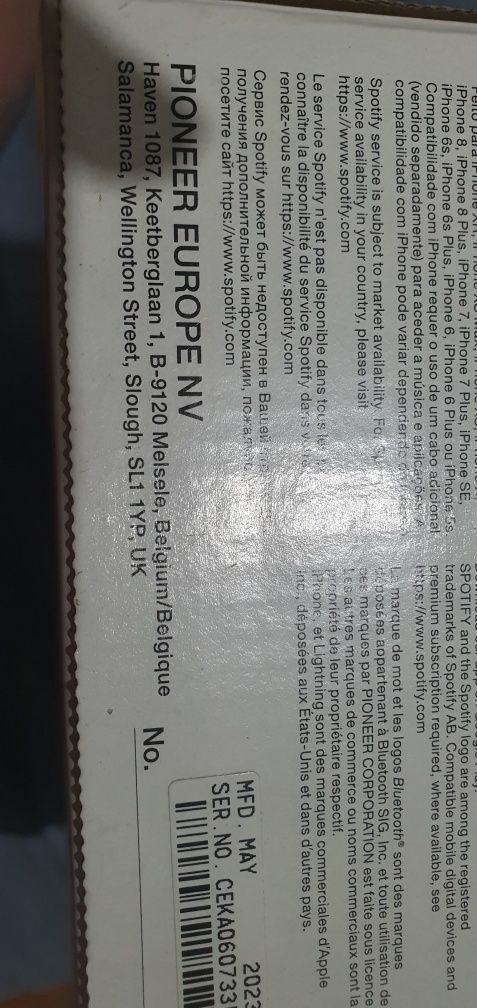 iPhone 8, iPhone 8 Plus, iPhone 7, iPhone 7 Plus, iPhone SE,
iPhone 6s, iPhone 6s Plus, iPhone 6, iPhone 6 Plus ou iPhone 5s.
Compatibilidade com iPhone requer o uso de um cabo adicional
(vendido separadamente) para aceder a música e aplicações. A
compatibilidade com iPhone pode variar dependendo
Spotify service is subject to market availability. For
service availability in your country, please visit
https://www.spotify.com
Le service Spotify n'est pas disponible dans tous
connaître la disponibilité du service Spotify dans
rendez-vous sur https://www.spotify.com
Сервис Spotify может быть недоступен в Вашей
получения дополнительной информации,
посетите сайт https://www.spotify.com
PIONEER EUROPE NV
Haven 1087, Keetberglaan 1, B-9120 Melsele, Belgium/Belgique
Salamanca, Wellington Street, Slough, SL1 1YP, UK
SPOTIFY and the Spotify logo are among the registered
trademarks of Spotify AB. Compatible mobile digital devices and
premium subscription required, where available, see
https://www.spotify.com
La marque de mot et les logos Bluetooth® sont des marques
déposées appartenant à Bluetooth SIG, Inc. et toute utilisation de
ces marques par PIONEER CORPORATION est faite sous licence
Les autres marques de commerce ou noms commerciaux sont la
propriété de leur propriétaire respectif.
iPhone, et Lightning sont des marques commerciales d'Apple
Inc., déposées aux États-Unis et dans d'autres pays.
No.
MFD. MAY 2023
SER.NO. CEKA060733